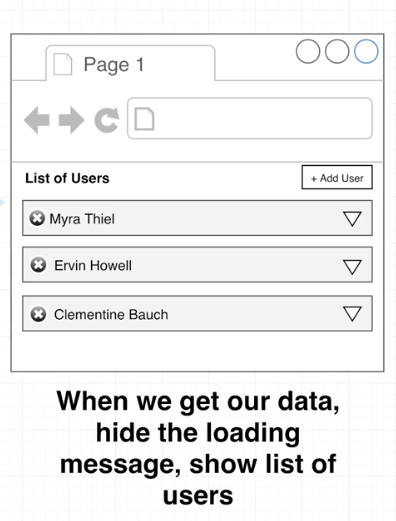 Page 1
List of Users
+ Add User
Myra Thiel
Ervin Howell
Clementine Bauch
When we get our data,
hide the loading
message, show list of
users